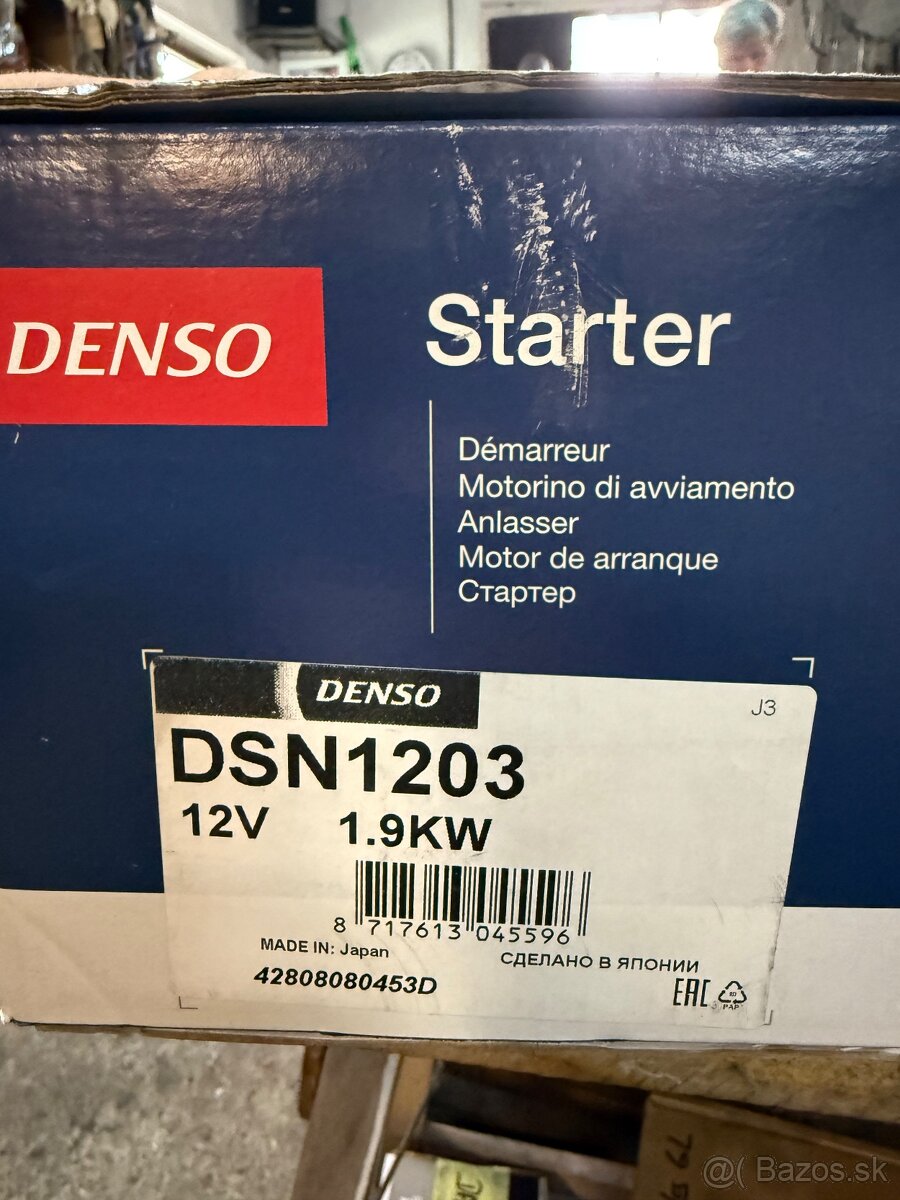 DENSO
Starter
Démarreur
Motorino di avviamento
Anlasser
Motor de arranque
Стартер
DENSO
J3
DSN1203
12V 1.9KW
8 717613 045596
MADE IN: Japan
СДЕЛАНО В ЯПОНИИ
42808080453D
EAC
PAP
@( Bazos.sk